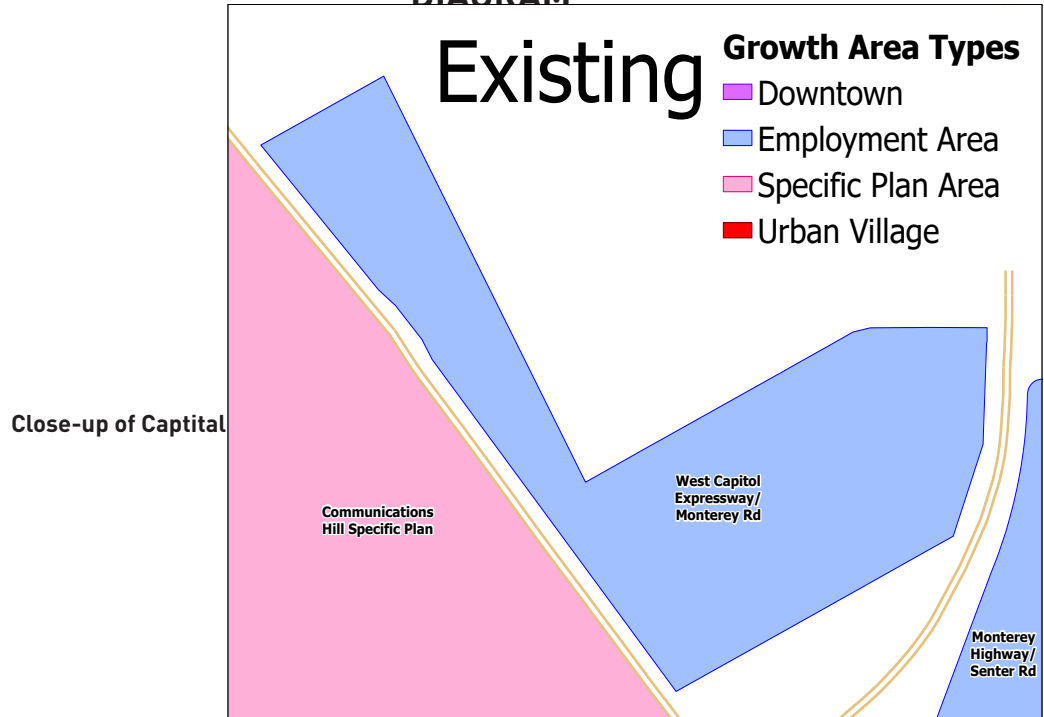 DIAGRAM
Existing
Growth Area Types
Downtown
Employment Area
Specific Plan Area
Urban Village
Close-up of Captital
West Capitol
Expressway/
Monterey Rd
Communications
Hill Specific Plan
Monterey
Highway/
Senter Rd